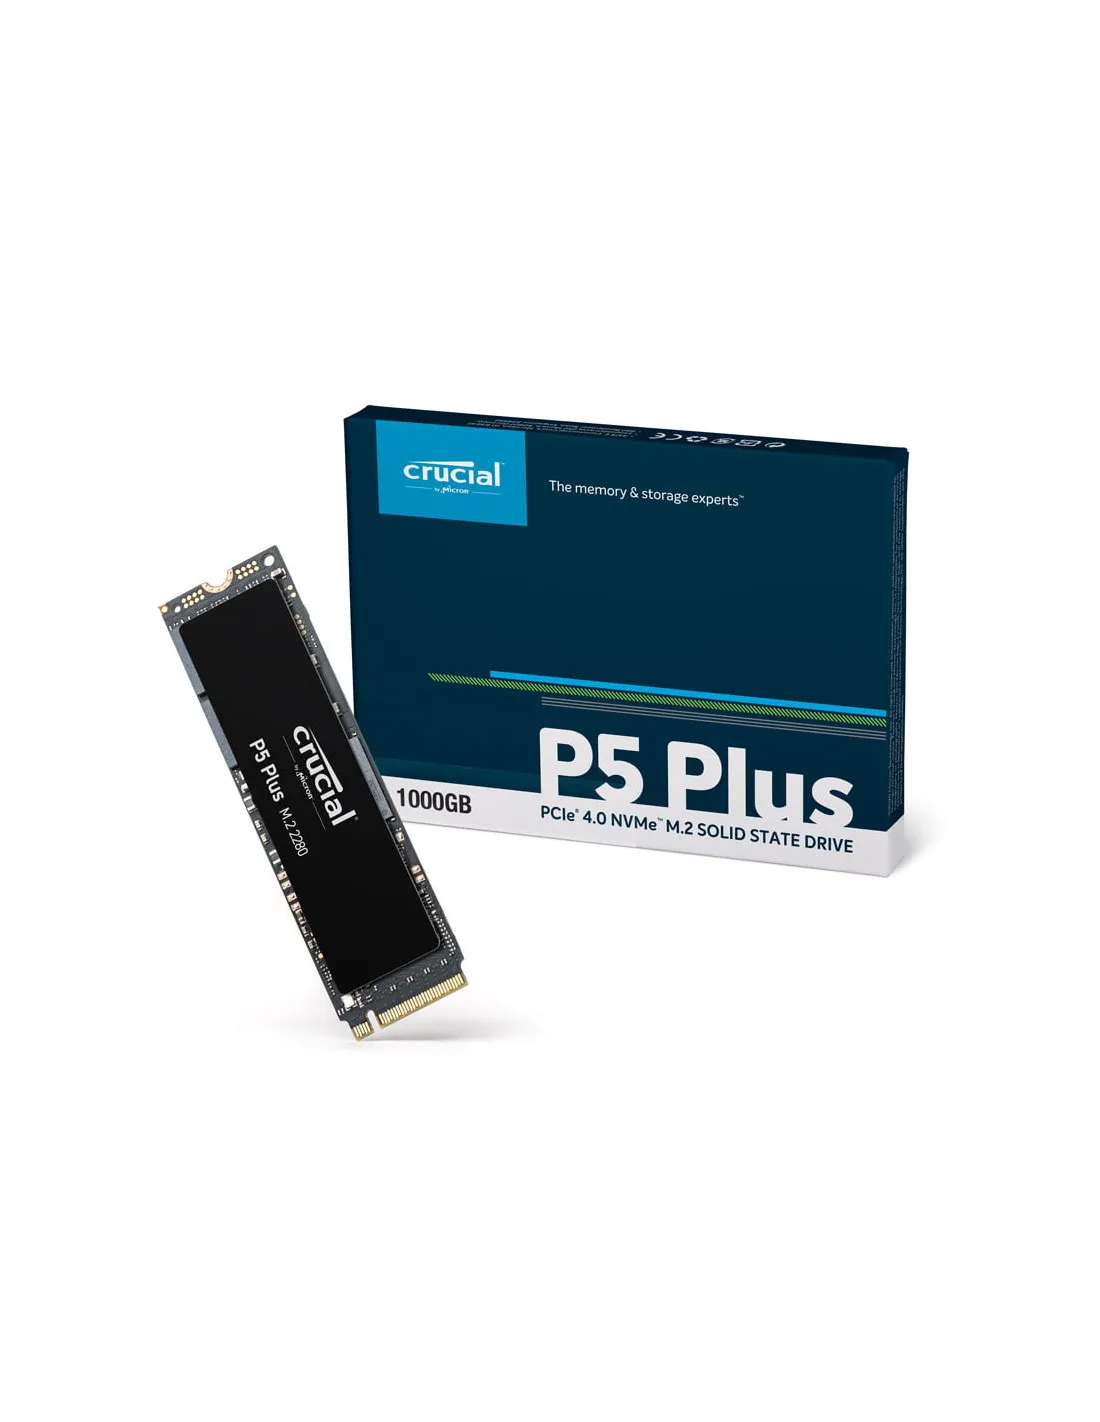 crucial™
by Micron®
The memory & storage experts™
P5 Plus
1000GB
PCIe® 4.0 NVMe™ M.2 SOLID STATE DRIVE
crucial®
by Micron®
P5 Plus M.2 2280